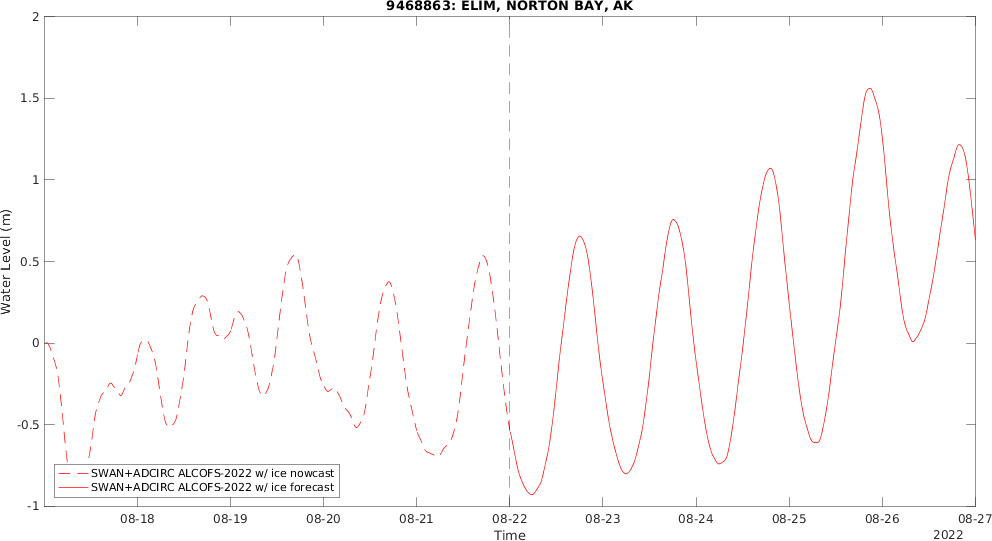 9468863: ELIM, NORTON BAY, AK
2
1.5
1
0.5
0
-0.5
-1
Water Level (m)
SWAN+ADCIRC ALCOFS-2022 w/ ice nowcast
SWAN+ADCIRC ALCOFS-2022 w/ ice forecast
08-18 08-19 08-20 08-21 08-22 08-23 08-24 08-25 08-26 08-27
Time
2022